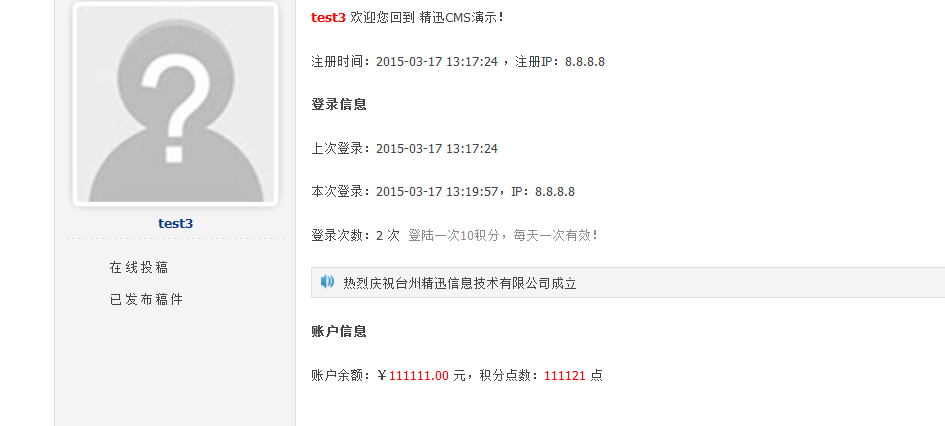 test3
在线投稿
已发布稿件
test3 欢迎您回到 精迅CMS演示！
注册时间：2015-03-17 13:17:24 ，注册IP：8.8.8.8
登录信息
上次登录：2015-03-17 13:17:24
本次登录：2015-03-17 13:19:57，IP：8.8.8.8
登录次数：2 次 登陆一次10积分，每天一次有效！
热烈庆祝台州精迅信息技术有限公司成立
账户信息
账户余额：￥111111.00 元，积分点数：111121 点